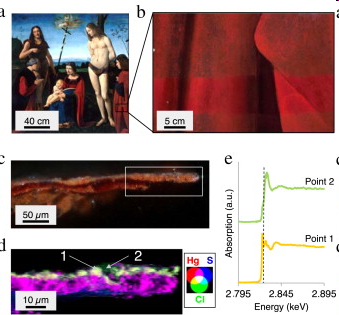 a
b
a
40 cm
5 cm
c
e
c
50 µm
Point 2
Absorption (a.u.)
d
1
2
Hg
S
Cl
Point 1
10 µm
2.795
2.845
2.895
Energy (keV)